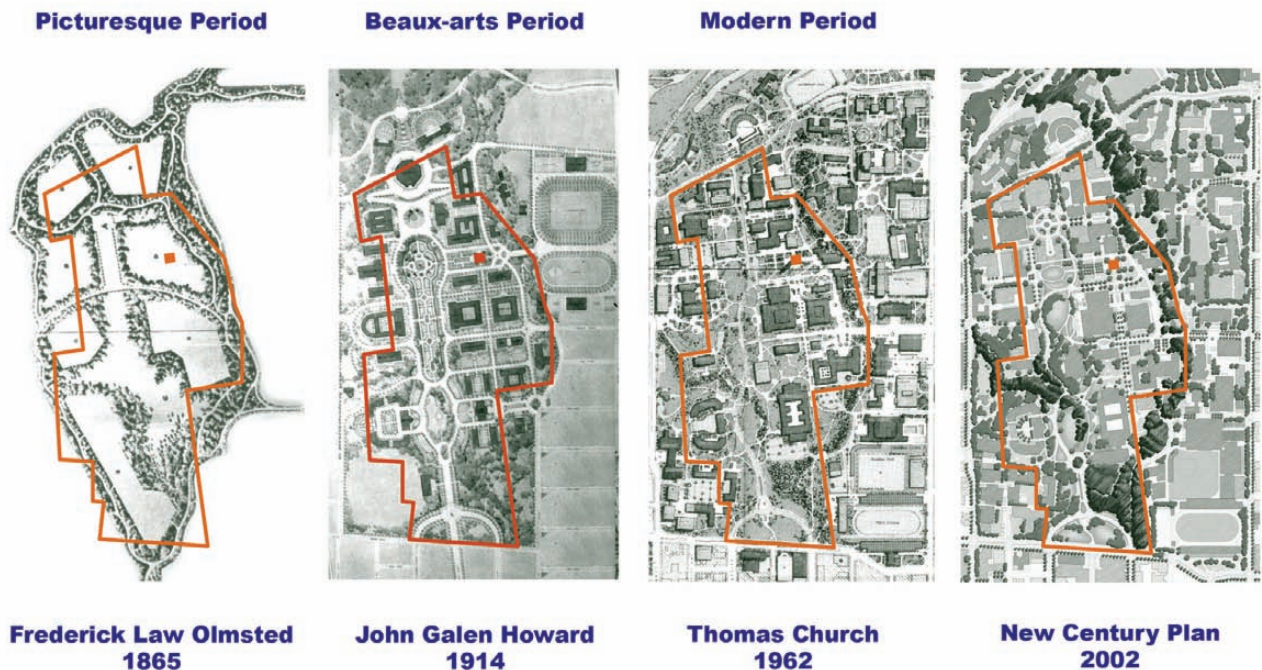 Picturesque Period
Beaux-arts Period
Modern Period
Frederick Law Olmsted
1865
John Galen Howard
1914
Thomas Church
1962
New Century Plan
2002